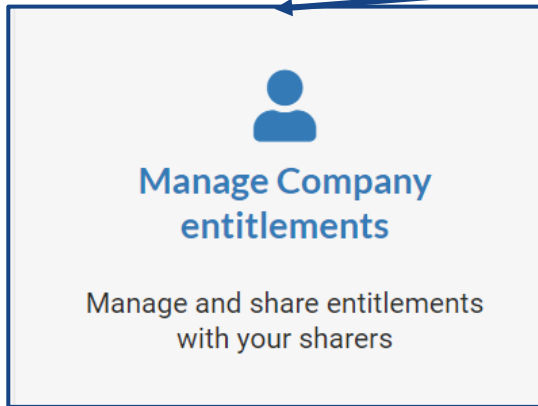 Manage Company
entitlements
Manage and share entitlements
with your sharers